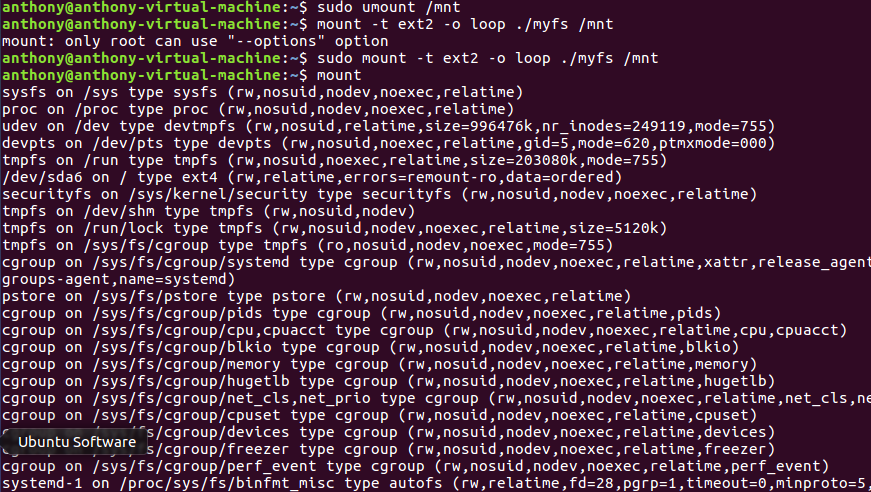 anthony@anthony-virtual-machine:~$ sudo umount /mnt
anthony@anthony-virtual-machine:~$ mount -t ext2 -o loop ./myfs /mnt
mount: only root can use "--options" option
anthony@anthony-virtual-machine:~$ sudo mount -t ext2 -o loop ./myfs /mnt
anthony@anthony-virtual-machine:~$ mount
sysfs on /sys type sysfs (rw,nosuid,nodev,noexec,relatime)
proc on /proc type proc (rw,nosuid,nodev,noexec,relatime)
udev on /dev type devtmpfs (rw,nosuid,relatime,size=996476k,nr_inodes=249119,mode=755)
devpts on /dev/pts type devpts (rw,nosuid,noexec,relatime,gid=5,mode=620,ptmxmode=000)
tmpfs on /run type tmpfs (rw,nosuid,noexec,relatime,size=203080k,mode=755)
/dev/sda6 on / type ext4 (rw,relatime,errors=remount-ro,data=ordered)
securityfs on /sys/kernel/security type securityfs (rw,nosuid,nodev,noexec,relatime)
tmpfs on /dev/shm type tmpfs (rw,nosuid,nodev)
tmpfs on /run/lock type tmpfs (rw,nosuid,nodev,noexec,relatime,size=5120k)
tmpfs on /sys/fs/cgroup type tmpfs (ro,nosuid,nodev,noexec,mode=755)
cgroup on /sys/fs/cgroup/systemd type cgroup (rw,nosuid,nodev,noexec,relatime,xattr,release_agent
groups-agent,name=systemd)
pstore on /sys/fs/pstore type pstore (rw,nosuid,nodev,noexec,relatime)
cgroup on /sys/fs/cgroup/pids type cgroup (rw,nosuid,nodev,noexec,relatime,pids)
cgroup on /sys/fs/cgroup/cpu,cpuacct type cgroup (rw,nosuid,nodev,noexec,relatime,cpu,cpuacct)
cgroup on /sys/fs/cgroup/blkio type cgroup (rw,nosuid,nodev,noexec,relatime,blkio)
cgroup on /sys/fs/cgroup/memory type cgroup (rw,nosuid,nodev,noexec,relatime,memory)
cgroup on /sys/fs/cgroup/hugetlb type cgroup (rw,nosuid,nodev,noexec,relatime,hugetlb)
cgroup on /sys/fs/cgroup/net_cls,net_prio type cgroup (rw,nosuid,nodev,noexec,relatime,net_cls,ne
cgroup on /sys/fs/cgroup/cpuset type cgroup (rw,nosuid,nodev,noexec,relatime,cpuset)
/fs/cgroup/devices type cgroup (rw,nosuid,nodev,noexec,relatime,devices)
Ubuntu Software
/fs/cgroup/freezer type cgroup (rw,nosuid,nodev,noexec,relatime,freezer)
cgroup on /sys/fs/cgroup/perf_event type cgroup (rw,nosuid,nodev,noexec,relatime,perf_event)
systemd-1 on /proc/sys/fs/binfmt_misc type autofs (rw,relatime,fd=28,pgrp=1,timeout=0,minproto=5,